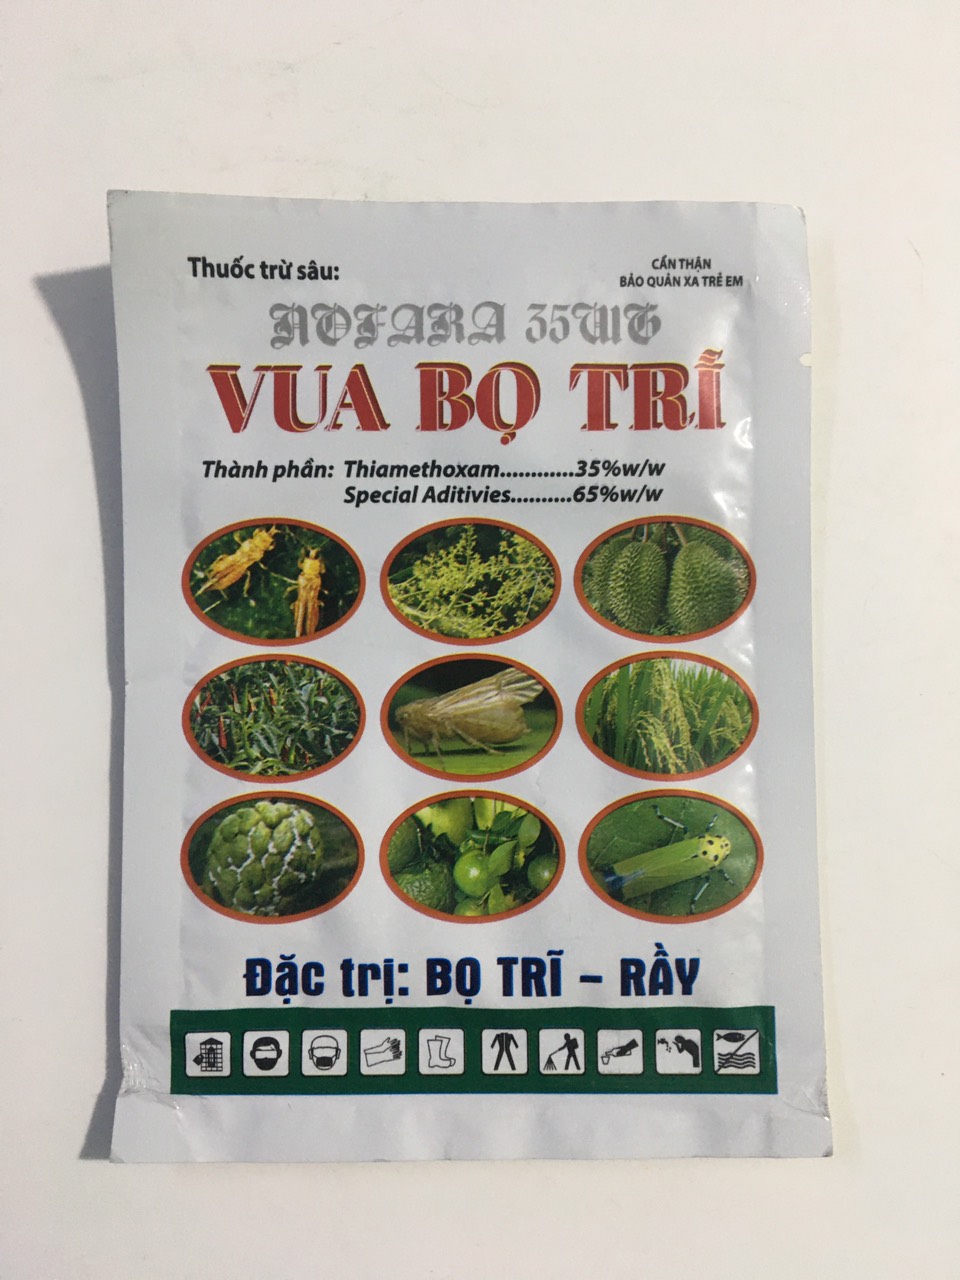 Thuốc trừ sâu:
CẨN THẬN
BẢO QUẢN XA TRẺ EM
NOFARA 35WG
VUA BỌ TRĨ
Thành phần: Thiamethoxam............35%w/w
Special Aditivies..........65%w/w
Đặc trị: BỌ TRĨ – RẦY